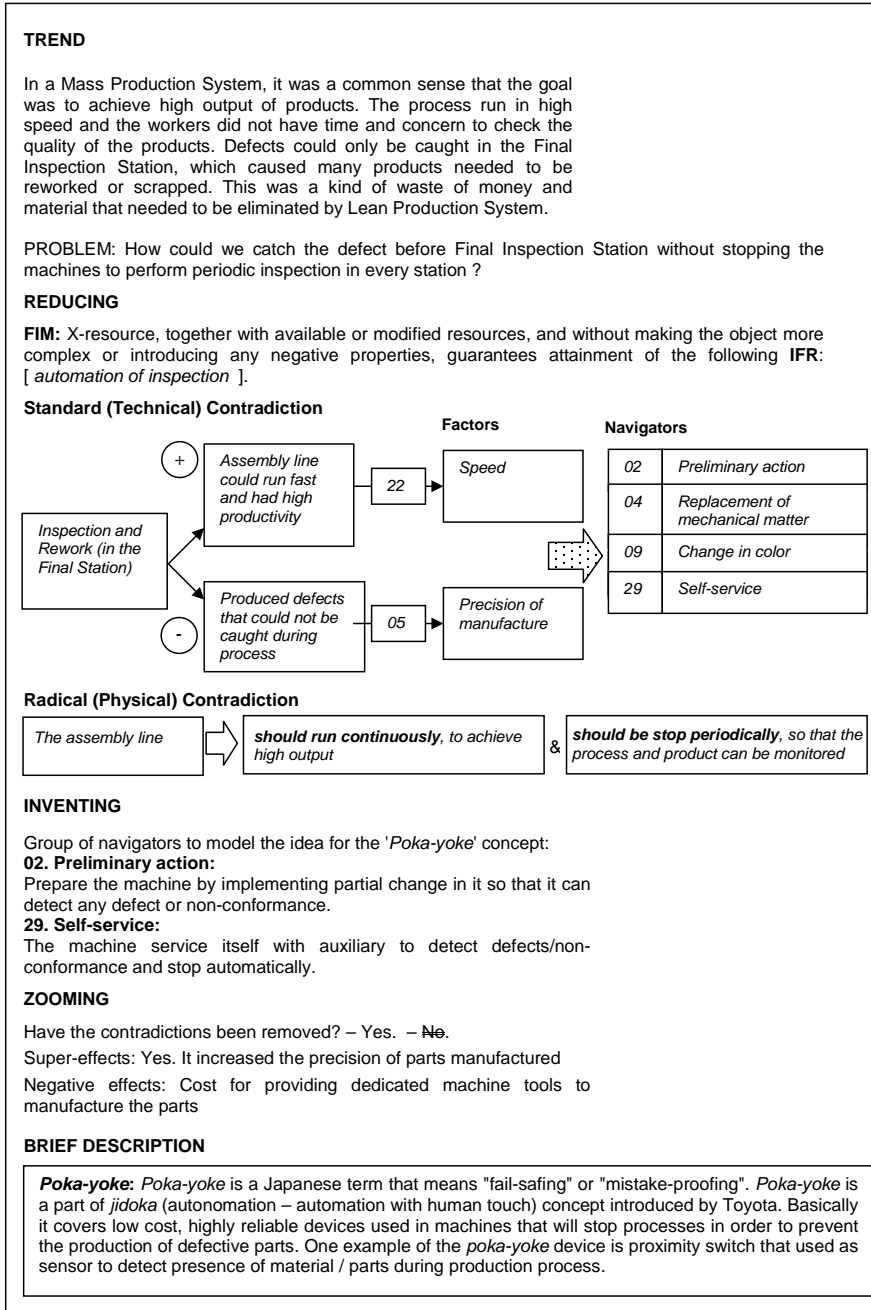 TREND
In a Mass Production System, it was a common sense that the goal
was to achieve high output of products. The process run in high
speed and the workers did not have time and concern to check the
quality of the products. Defects could only be caught in the Final
Inspection Station, which caused many products needed to be
reworked or scrapped. This was a kind of waste of money and
material that needed to be eliminated by Lean Production System.
PROBLEM: How could we catch the defect before Final Inspection Station without stopping the
machines to perform periodic inspection in every station ?
REDUCING
FIM: X-resource, together with available or modified resources, and without making the object more
complex or introducing any negative properties, guarantees attainment of the following IFR:
[ automation of inspection ].
Standard (Technical) Contradiction
Factors
Navigators
+
Assembly line
could run fast
and had high
productivity
22
Speed
Inspection and
Rework (in the
Final Station)
-
Produced defects
that could not be
caught during
process
05
Precision of
manufacture
02 Preliminary action
04 Replacement of
mechanical matter
09 Change in color
29 Self-service
Radical (Physical) Contradiction
The assembly line
should run continuously, to achieve
high output
&
should be stop periodically, so that the
process and product can be monitored
INVENTING
Group of navigators to model the idea for the 'Poka-yoke' concept:
02. Preliminary action:
Prepare the machine by implementing partial change in it so that it can
detect any defect or non-conformance.
29. Self-service:
The machine service itself with auxiliary to detect defects/non-
conformance and stop automatically.
ZOOMING
Have the contradictions been removed? – Yes. – No.
Super-effects: Yes. It increased the precision of parts manufactured
Negative effects: Cost for providing dedicated machine tools to
manufacture the parts
BRIEF DESCRIPTION
Poka-yoke: Poka-yoke is a Japanese term that means "fail-safing" or "mistake-proofing". Poka-yoke is
a part of jidoka (autonomation – automation with human touch) concept introduced by Toyota. Basically
it covers low cost, highly reliable devices used in machines that will stop processes in order to prevent
the production of defective parts. One example of the poka-yoke device is proximity switch that used as
sensor to detect presence of material / parts during production process.